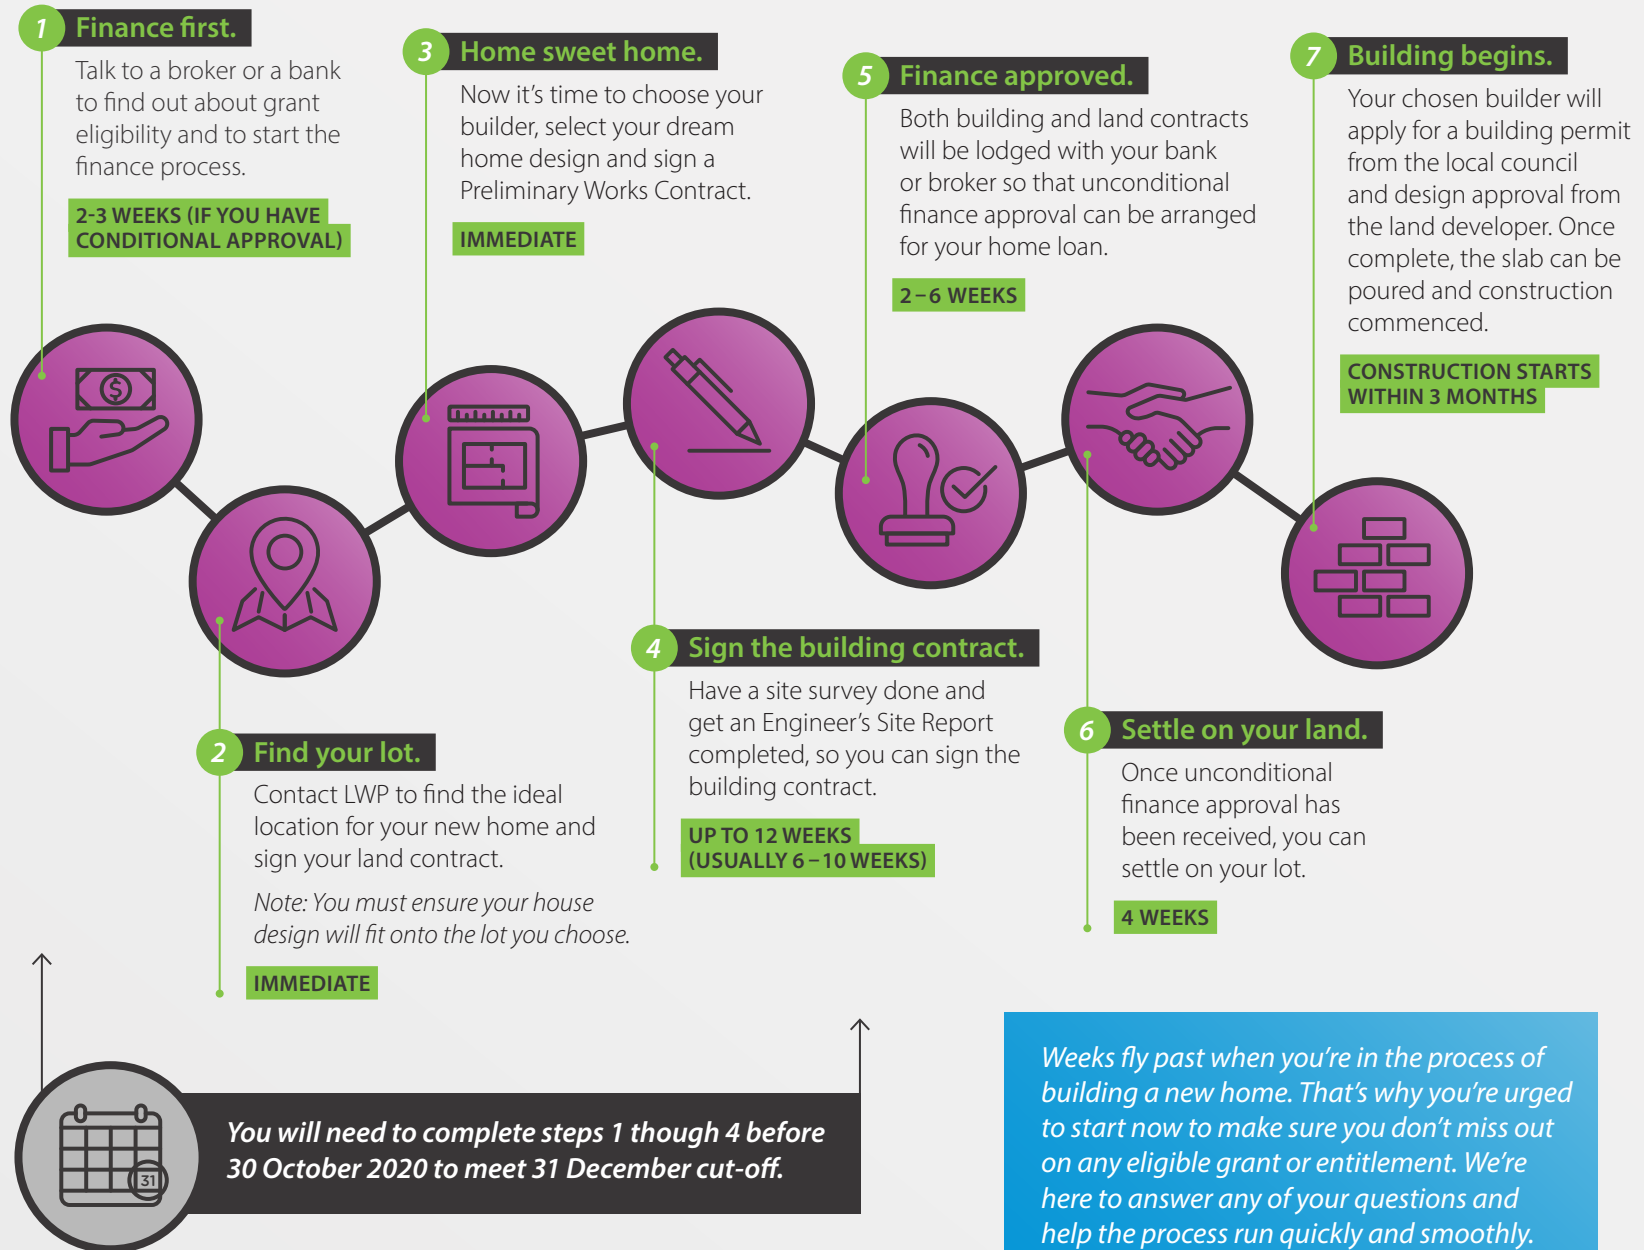 1 Finance first.
Talk to a broker or a bank
to find out about grant
eligibility and to start the
finance process.
2-3 WEEKS (IF YOU HAVE
CONDITIONAL APPROVAL)
2 Find your lot.
Contact LWP to find the ideal
location for your new home and
sign your land contract.
Note: You must ensure your house
design will fit onto the lot you choose.
IMMEDIATE
3 Home sweet home.
Now it’s time to choose your
builder, select your dream
home design and sign a
Preliminary Works Contract.
IMMEDIATE
4 Sign the building contract.
Have a site survey done and
get an Engineer’s Site Report
completed, so you can sign the
building contract.
UP TO 12 WEEKS
(USUALLY 6–10 WEEKS)
5 Finance approved.
Both building and land contracts
will be lodged with your bank
or broker so that unconditional
finance approval can be arranged
for your home loan.
2–6 WEEKS
6 Settle on your land.
Once unconditional
finance approval has
been received, you can
settle on your lot.
4 WEEKS
7 Building begins.
Your chosen builder will
apply for a building permit
from the local council
and design approval from
the land developer. Once
complete, the slab can be
poured and construction
commenced.
CONSTRUCTION STARTS
WITHIN 3 MONTHS
$
31
You will need to complete steps 1 though 4 before
30 October 2020 to meet 31 December cut-off.
Weeks fly past when you’re in the process of
building a new home. That’s why you’re urged
to start now to make sure you don’t miss out
on any eligible grant or entitlement. We’re
here to answer any of your questions and
help the process run quickly and smoothly.